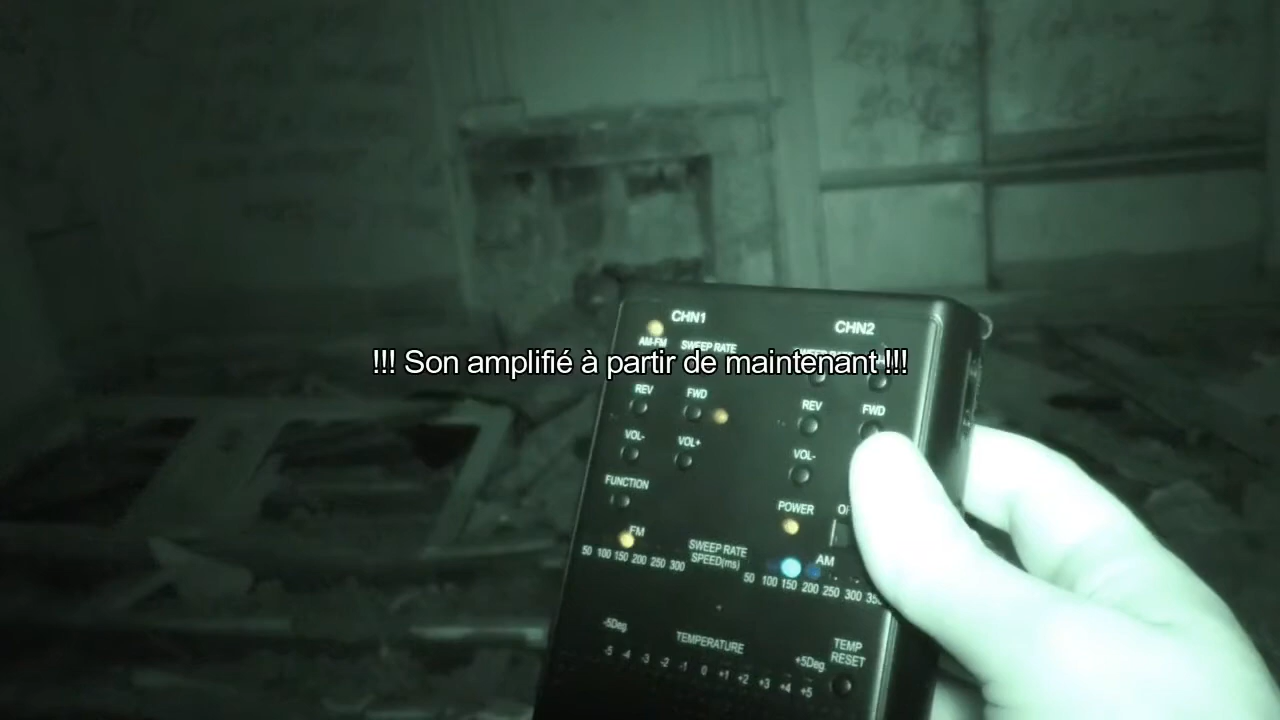 CHN1
CHN2
AM-FM SWEEP RATE
!!! Son amplifié à partir de maintenant !!!
REV FWD
REV FWD
VOL- VOL+
VOL-
FUNCTION
POWER
FM
SWEEP RATE
SPEED(ms)
AM
50 100 150 200 250 300
50 100 150 200 250 300
-5Deg
TEMPERATURE
+5Deg
TEMP
RESET
-5 -4 -3 -2 -1 0 +1 +2 +3 +4 +5